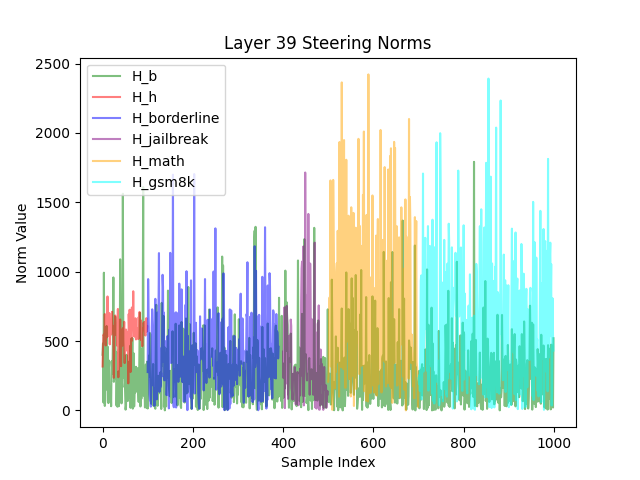 Layer 39 Steering Norms
2500
2000
1500
1000
500
0
Norm Value
H_b
H_h
H_borderline
H_jailbreak
H_math
H_gsm8k
0
200
400
600
800
1000
Sample Index